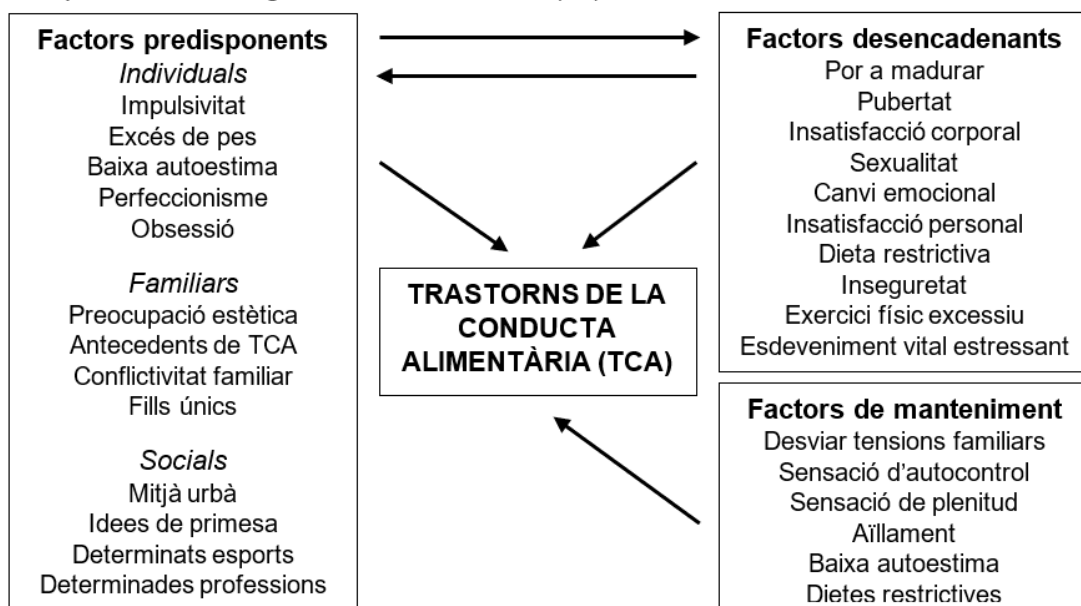 Factors predisponents
Individuals
Impulsivitat
Excés de pes
Baixa autoestima
Perfeccionisme
Obsessió
Familiars
Preocupació estètica
Antecedents de TCA
Conflictivitat familiar
Fills únics
Socials
Mitjà urbà
Idees de primesa
Determinats esports
Determinades professions
TRASTORNS DE LA
CONDUCTA
ALIMENTÀRIA (TCA)
Factors desencadenants
Por a madurar
Pubertat
Insatisfacció corporal
Sexualitat
Canvi emocional
Insatisfacció personal
Dieta restrictiva
Inseguretat
Exercici físic excessiu
Esdeveniment vital estressant
Factors de manteniment
Desviar tensions familiars
Sensació d’autocontrol
Sensació de plenitud
Aïllament
Baixa autoestima
Dietes restrictives